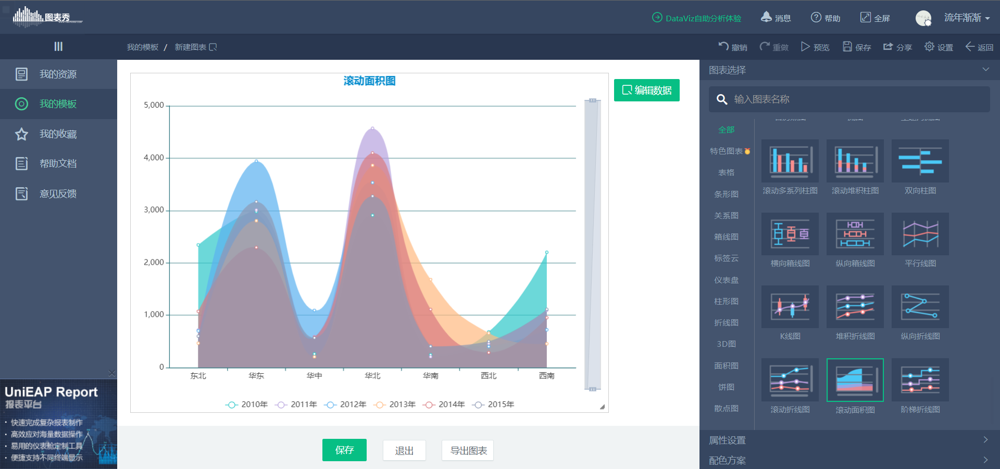 图表秀
DataViz自助分析体验
消息
帮助
全屏
流年渐渐
我的模板 / 新建图表
撤销
重做
预览
保存
分享
设置
返回
我的资源
我的模板
我的收藏
帮助文档
意见反馈
UniEAP Report
报表平台
· 快速完成复杂报表制作
· 高效应对海量数据操作
· 易用的仪表舱定制工具
· 便捷支持不同终端显示
滚动面积图
编辑数据
5,000
4,000
3,000
2,000
1,000
0
东北 华东 华中 华北 华南 西北 西南
2010年 2011年 2012年 2013年 2014年 2015年
保存
退出
导出图表
图表选择
输入图表名称
全部
特色图表
表格
条形图
关系图
箱线图
标签云
仪表盘
柱形图
折线图
3D图
面积图
饼图
散点图
滚动多系列柱图 滚动堆积柱图 双向柱图
横向箱线图 纵向箱线图 平行线图
K线图 堆积折线图 纵向折线图
滚动折线图 滚动面积图 阶梯折线图
属性设置
配色方案